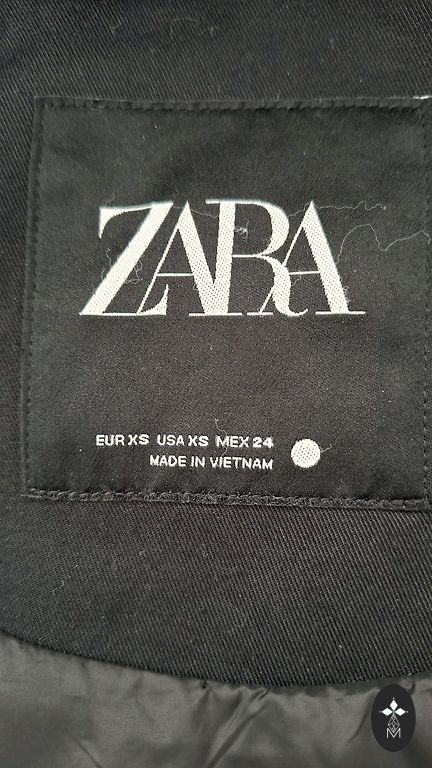 ZARA
EUR XS USA XS MEX 24
MADE IN VIETNAM
M